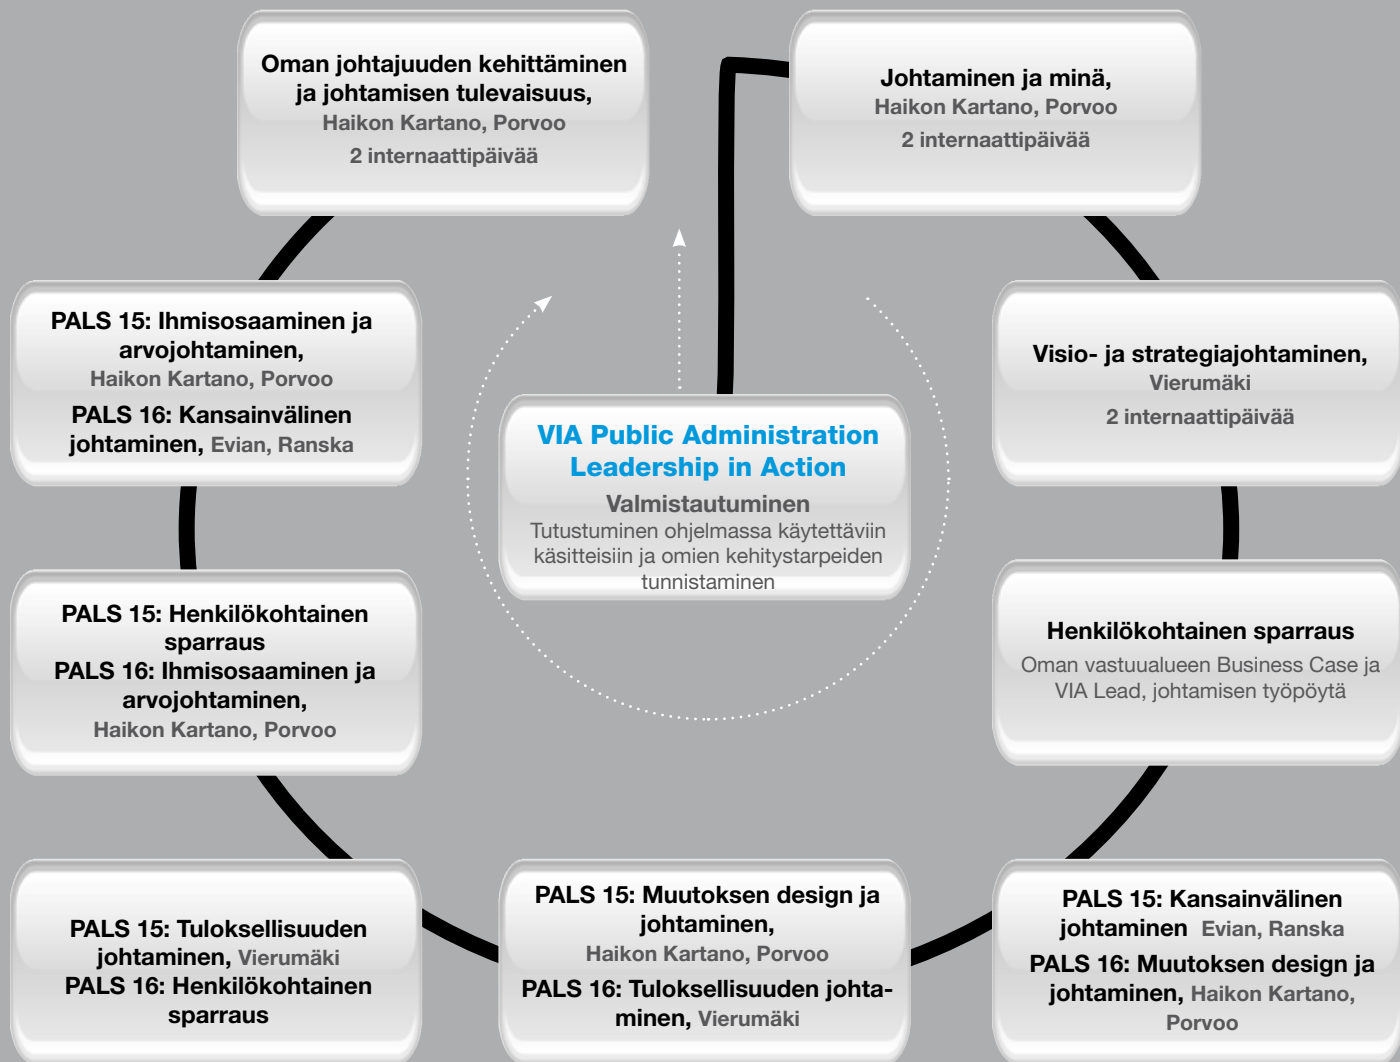 Oman johtajuuden kehittäminen
ja johtamisen tulevaisuus,
Haikon Kartano, Porvoo
2 internaattipäivää
Johtaminen ja minä,
Haikon Kartano, Porvoo
2 internaattipäivää
PALS 15: Ihmisosaaminen ja
arvojohtaminen,
Haikon Kartano, Porvoo
PALS 16: Kansainvälinen
johtaminen, Evian, Ranska
VIA Public Administration
Leadership in Action
Valmistautuminen
Tutustuminen ohjelmassa käytettäviin
käsitteisiin ja omien kehitystarpeiden
tunnistaminen
Visio- ja strategiajohtaminen,
Vierumäki
2 internaattipäivää
PALS 15: Henkilökohtainen
sparraus
PALS 16: Ihmisosaaminen ja
arvojohtaminen,
Haikon Kartano, Porvoo
Henkilökohtainen sparraus
Oman vastuualueen Business Case ja
VIA Lead, johtamisen työpöytä
PALS 15: Tuloksellisuuden
johtaminen, Vierumäki
PALS 16: Henkilökohtainen
sparraus
PALS 15: Muutoksen design ja
johtaminen,
Haikon Kartano, Porvoo
PALS 16: Tuloksellisuuden johta-
minen, Vierumäki
PALS 15: Kansainvälinen
johtaminen Evian, Ranska
PALS 16: Muutoksen design ja
johtaminen, Haikon Kartano,
Porvoo